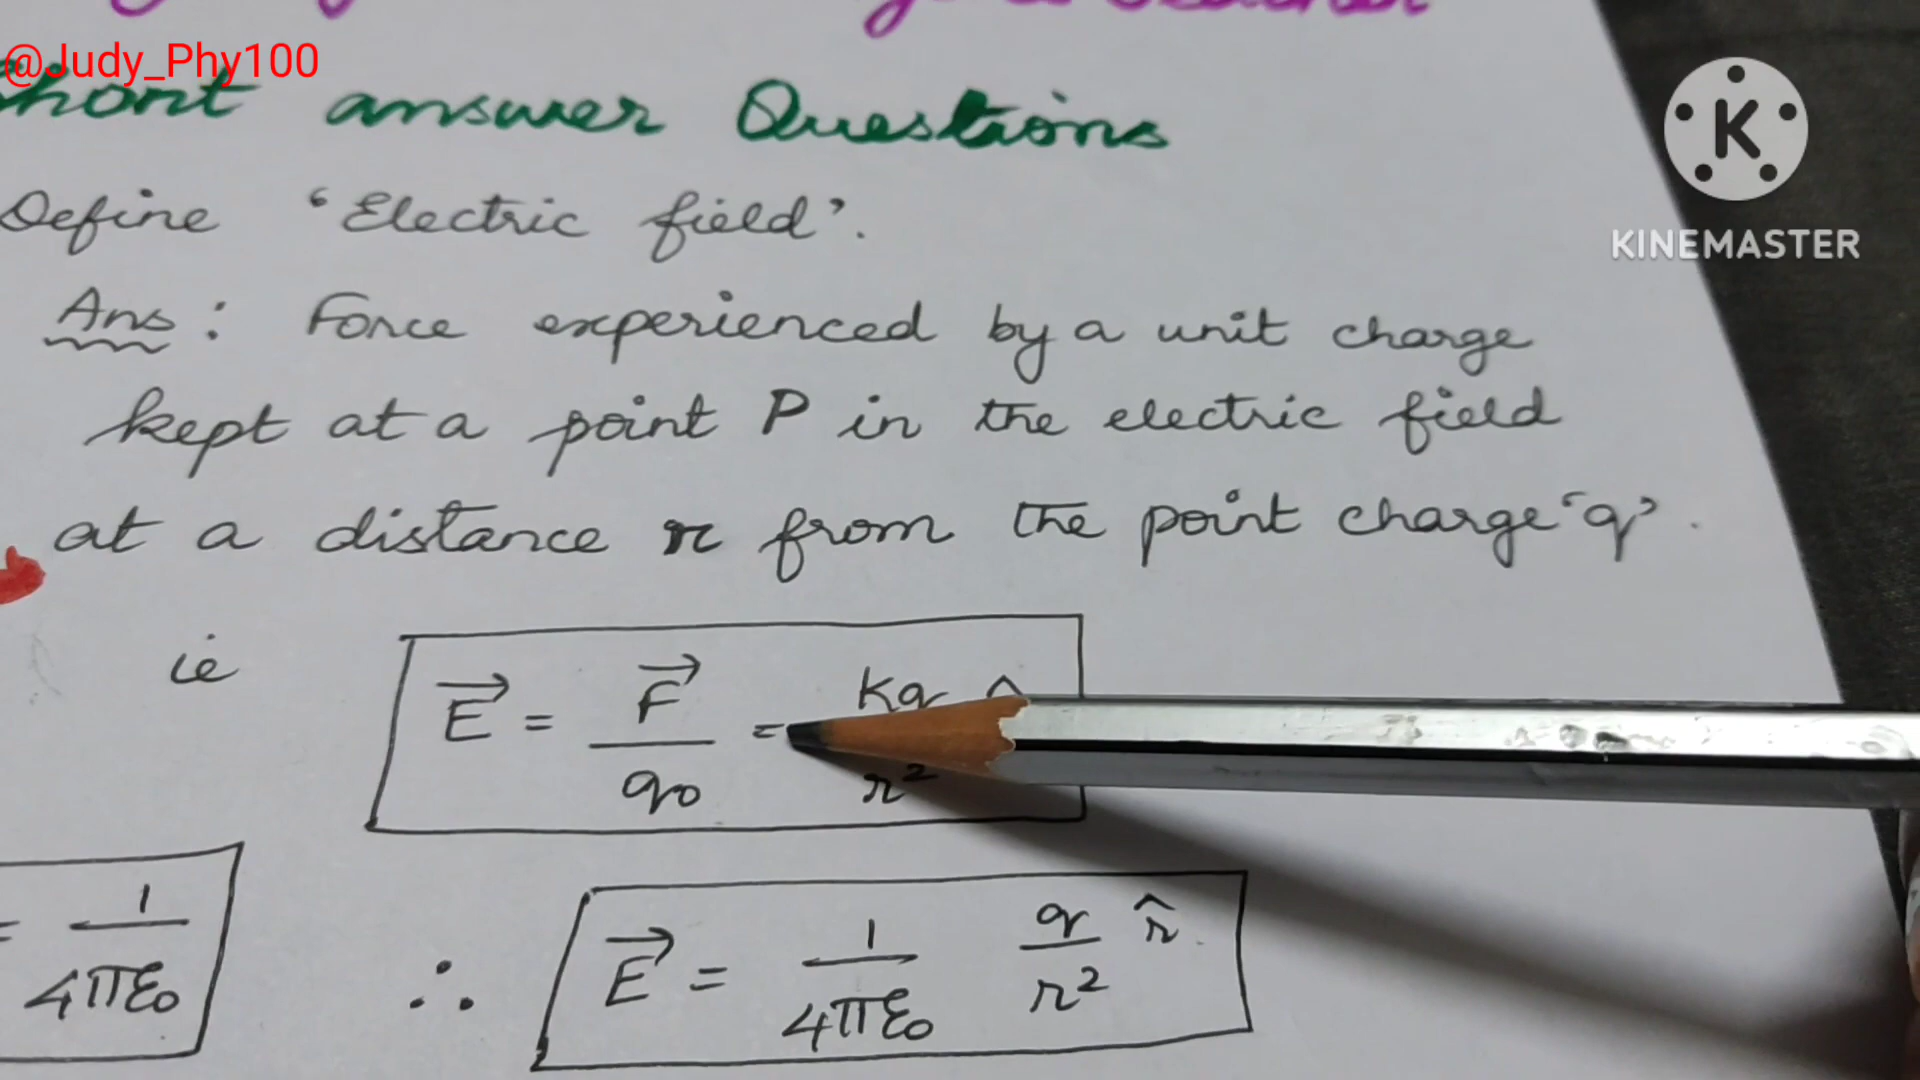 @Judy_Phy100
KINEMASTER
Short answer Questions
Define 'Electric field'.
Ans: Force experienced by a unit charge
kept at a point P in the electric field
at a distance r from the point charge 'q'.
ie E⃗ = F⃗ / q₀ = Kq / r²
= 1 / 4πε₀ ∴ E⃗ = 1 / 4πε₀ q / r² r̂